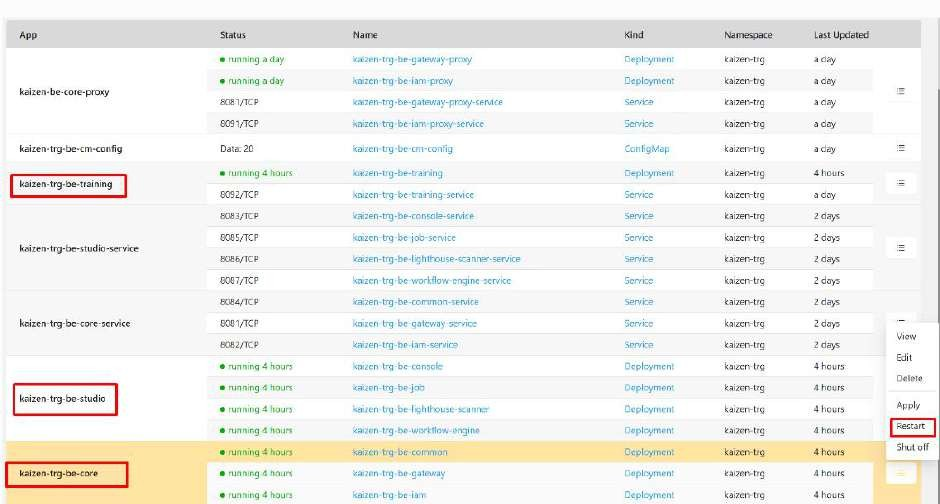 App Status Name Kind Namespace Last Updated
running a day kaizen-trg-be-gateway-proxy Deployment kaizen-trg a day
running a day kaizen-trg-be-iam-proxy Deployment kaizen-trg a day
kaizen-be-core-proxy
8081/TCP kaizen-trg-be-gateway-proxy-service Service kaizen-trg a day
8091/TCP kaizen-trg-be-iam-proxy-service Service kaizen-trg a day
kaizen-trg-be-cm-config Data: 20 kaizen-trg-be-cm-config ConfigMap kaizen-trg a day
running 4 hours kaizen-trg-be-training Deployment kaizen-trg 4 hours
kaizen-trg-be-training
8092/TCP kaizen-trg-be-training-service Service kaizen-trg a day
8083/TCP kaizen-trg-be-console-service Service kaizen-trg 2 days
8085/TCP kaizen-trg-be-job-service Service kaizen-trg 2 days
kaizen-trg-be-studio-service
8086/TCP kaizen-trg-be-lighthouse-scanner-service Service kaizen-trg 2 days
8087/TCP kaizen-trg-be-workflow-engine-service Service kaizen-trg 2 days
8084/TCP kaizen-trg-be-common-service Service kaizen-trg 2 days
kaizen-trg-be-core-service 8081/TCP kaizen-trg-be-gateway-service Service kaizen-trg 2 days
8082/TCP kaizen-trg-be-iam-service Service kaizen-trg 2 days
running 4 hours kaizen-trg-be-console Deployment kaizen-trg 4 hours
running 4 hours kaizen-trg-be-job Deployment kaizen-trg 4 hours
kaizen-trg-be-studio
running 4 hours kaizen-trg-be-lighthouse-scanner Deployment kaizen-trg 4 hours
running 4 hours kaizen-trg-be-workflow-engine Deployment kaizen-trg 4 hours
running 4 hours kaizen-trg-be-common Deployment kaizen-trg 4 hours
kaizen-trg-be-core running 4 hours kaizen-trg-be-gateway Deployment kaizen-trg 4 hours
running 4 hours kaizen-trg-be-iam Deployment kaizen-trg 4 hours
View
Edit
Delete
Apply
Restart
Shut off